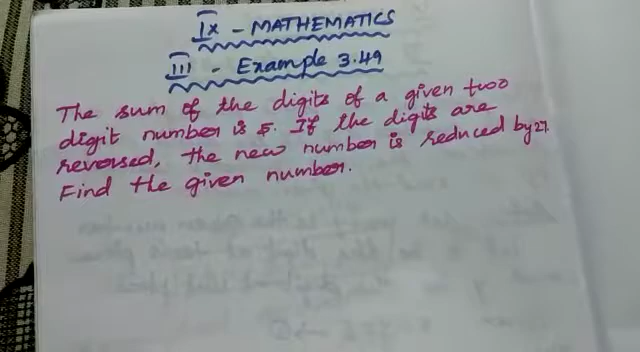 IX - MATHEMATICS
III - Example 3.49
The sum of the digits of a given two
digit number is 5. If the digits are
reversed, the new number is reduced by 27.
Find the given number.